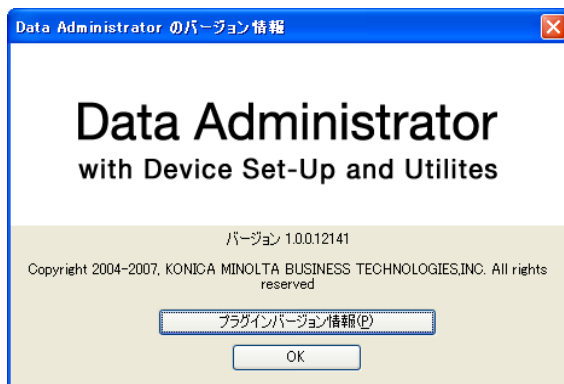 Data Administrator のバージョン情報
Data Administrator
with Device Set-Up and Utilites
バージョン 1.0.0.12141
Copyright 2004-2007, KONICA MINOLTA BUSINESS TECHNOLOGIES,INC. All rights
reserved
プラグインバージョン情報(P)
OK